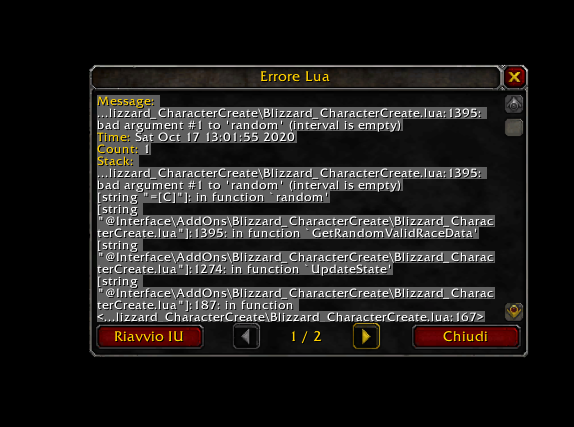 Errore Lua
Message:
...lizzard_CharacterCreate\Blizzard_CharacterCreate.lua:1395:
bad argument #1 to 'random' (interval is empty)
Time: Sat Oct 17 13:01:55 2020
Count: 1
Stack:
...lizzard_CharacterCreate\Blizzard_CharacterCreate.lua:1395:
bad argument #1 to 'random' (interval is empty)
[string "=[C]"]: in function `random'
[string
"@Interface\AddOns\Blizzard_CharacterCreate\Blizzard_Charac
terCreate.lua"]:1395: in function `GetRandomValidRaceData'
[string
"@Interface\AddOns\Blizzard_CharacterCreate\Blizzard_Charac
terCreate.lua"]:1274: in function `UpdateState'
[string
"@Interface\AddOns\Blizzard_CharacterCreate\Blizzard_Charac
terCreate.lua"]:187: in function
<...lizzard_CharacterCreate\Blizzard_CharacterCreate.lua:167>
Riavvio IU
1 / 2
Chiudi